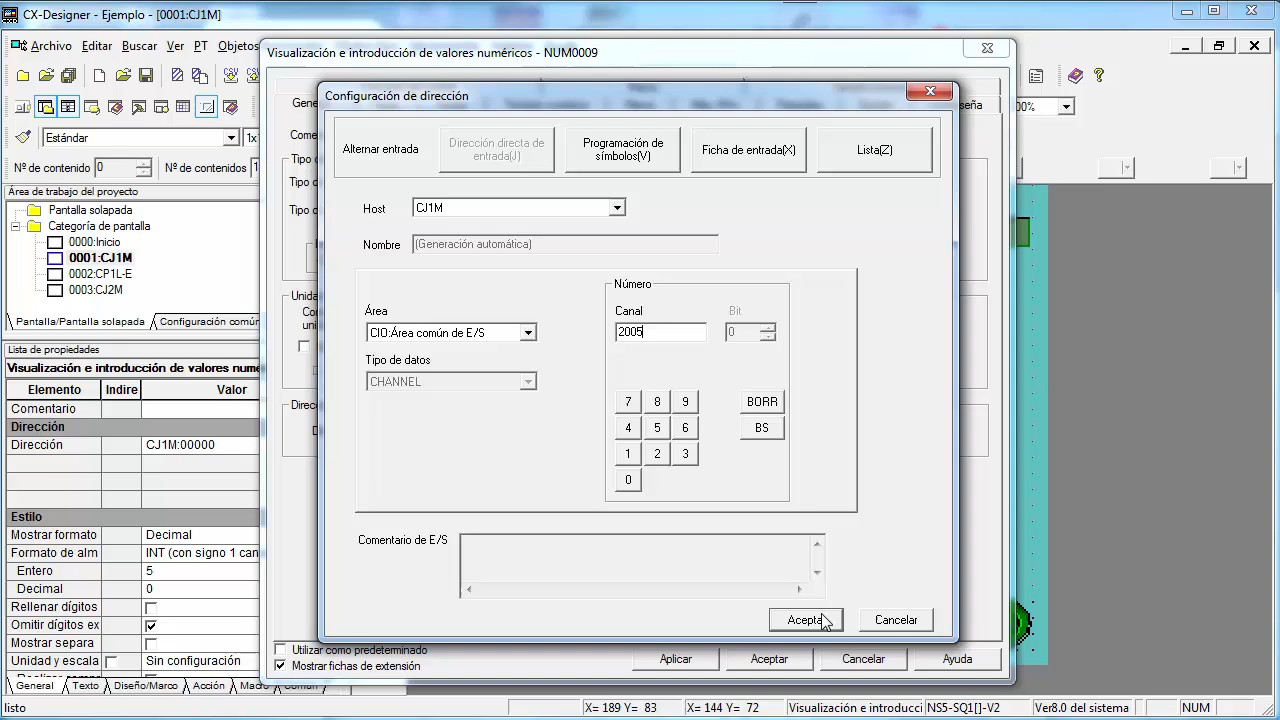 CX-Designer - Ejemplo - [0001:CJ1M]
Archivo Editar Buscar Ver PT Objetos
Visualización e introducción de valores numéricos - NUM0009
Configuración de dirección
Estándar
Nº de contenido 0 Nº de contenidos 1
Área de trabajo del proyecto
Pantalla solapada
Categoría de pantalla
0000:Inicio
0001:CJ1M
0002:CP1L-E
0003:CJ2M
Pantalla/Pantalla solapada Configuración común
Lista de propiedades
Visualización e introducción de valores numé
Elemento Indire Valor
Comentario
Dirección
Dirección CJ1M:00000
Estilo
Mostrar formato Decimal
Formato de alm INT (con signo 1 can
Entero 5
Decimal 0
Rellenar dígitos
Omitir dígitos ex
Mostrar separa
Unidad y escala Sin configuración
General Texto Diseño/Marco Acción Macro Común
Alternar entrada
Dirección directa de
entrada(J)
Programación de
símbolos(V)
Ficha de entrada(X)
Lista(Z)
Host CJ1M
Nombre (Generación automática)
Área
CIO:Área común de E/S
Tipo de datos
CHANNEL
Número
Canal Bit
2005 0
7 8 9 BORR
4 5 6 BS
1 2 3
0
Comentario de E/S
Aceptar Cancelar
Utilizar como predeterminado
Mostrar fichas de extensión
Aplicar Aceptar Cancelar Ayuda
listo X= 189 Y= 83 X= 144 Y= 72 Visualización e introducci NS5-SQ1[]-V2 Ver8.0 del sistema NUM